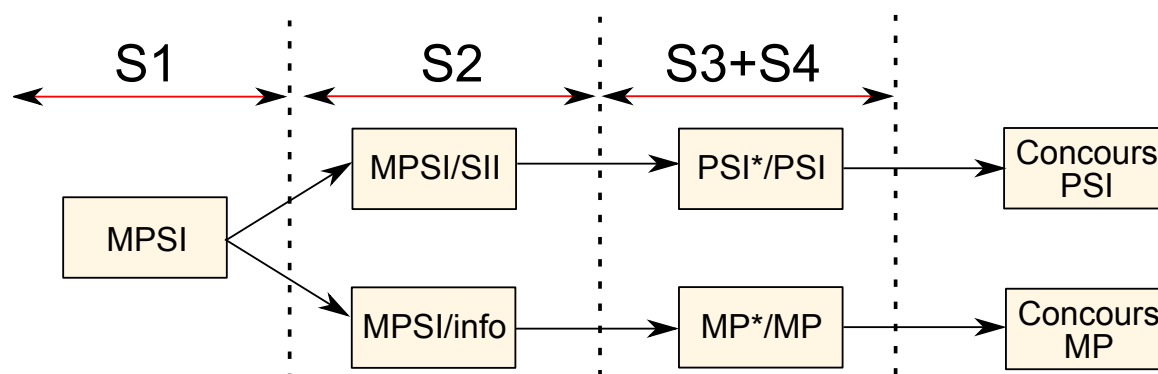 S1
S2
S3+S4
MPSI
MPSI/SII
PSI*/PSI
Concours
PSI
MPSI/info
MP*/MP
Concours
MP